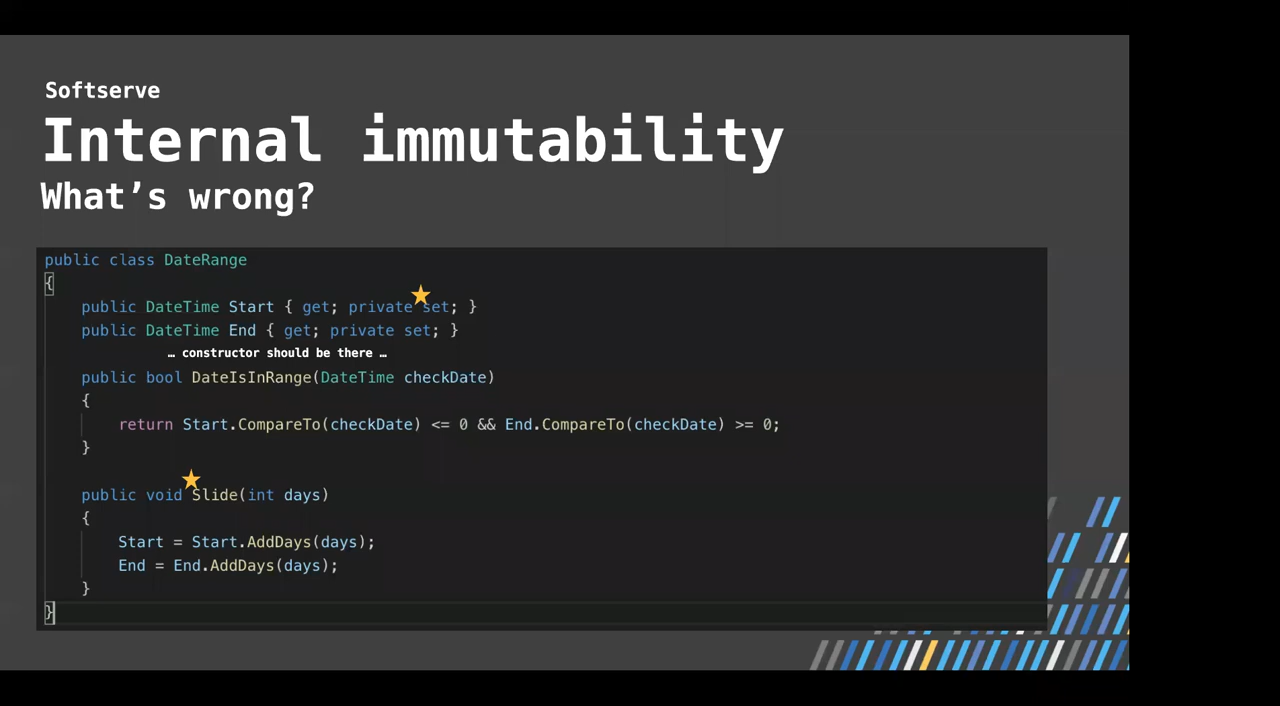 Softserve
Internal immutability
What’s wrong?
public class DateRange
{
public DateTime Start { get; private set; }
public DateTime End { get; private set; }
… constructor should be there …
public bool DateIsInRange(DateTime checkDate)
{
return Start.CompareTo(checkDate) <= 0 && End.CompareTo(checkDate) >= 0;
}
public void Slide(int days)
{
Start = Start.AddDays(days);
End = End.AddDays(days);
}
}